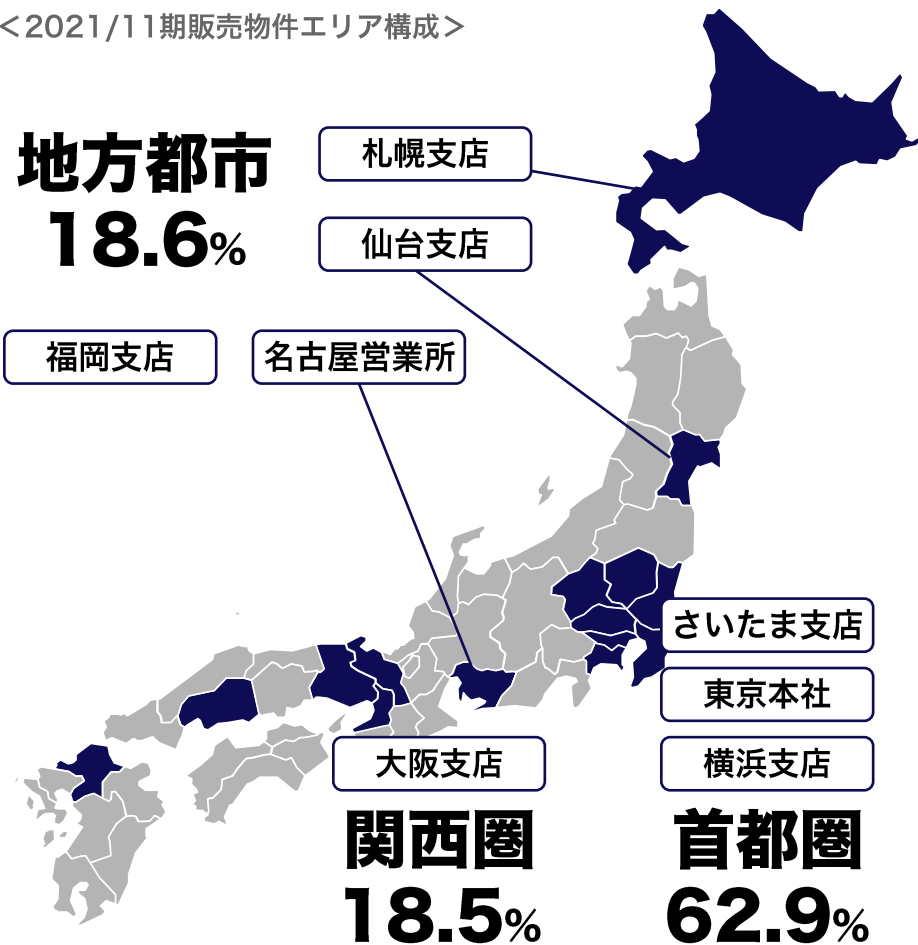 ＜2021/11期販売物件エリア構成＞
地方都市
18.6%
札幌支店
仙台支店
福岡支店
名古屋営業所
さいたま支店
東京本社
横浜支店
大阪支店
関西圏
18.5%
首都圏
62.9%